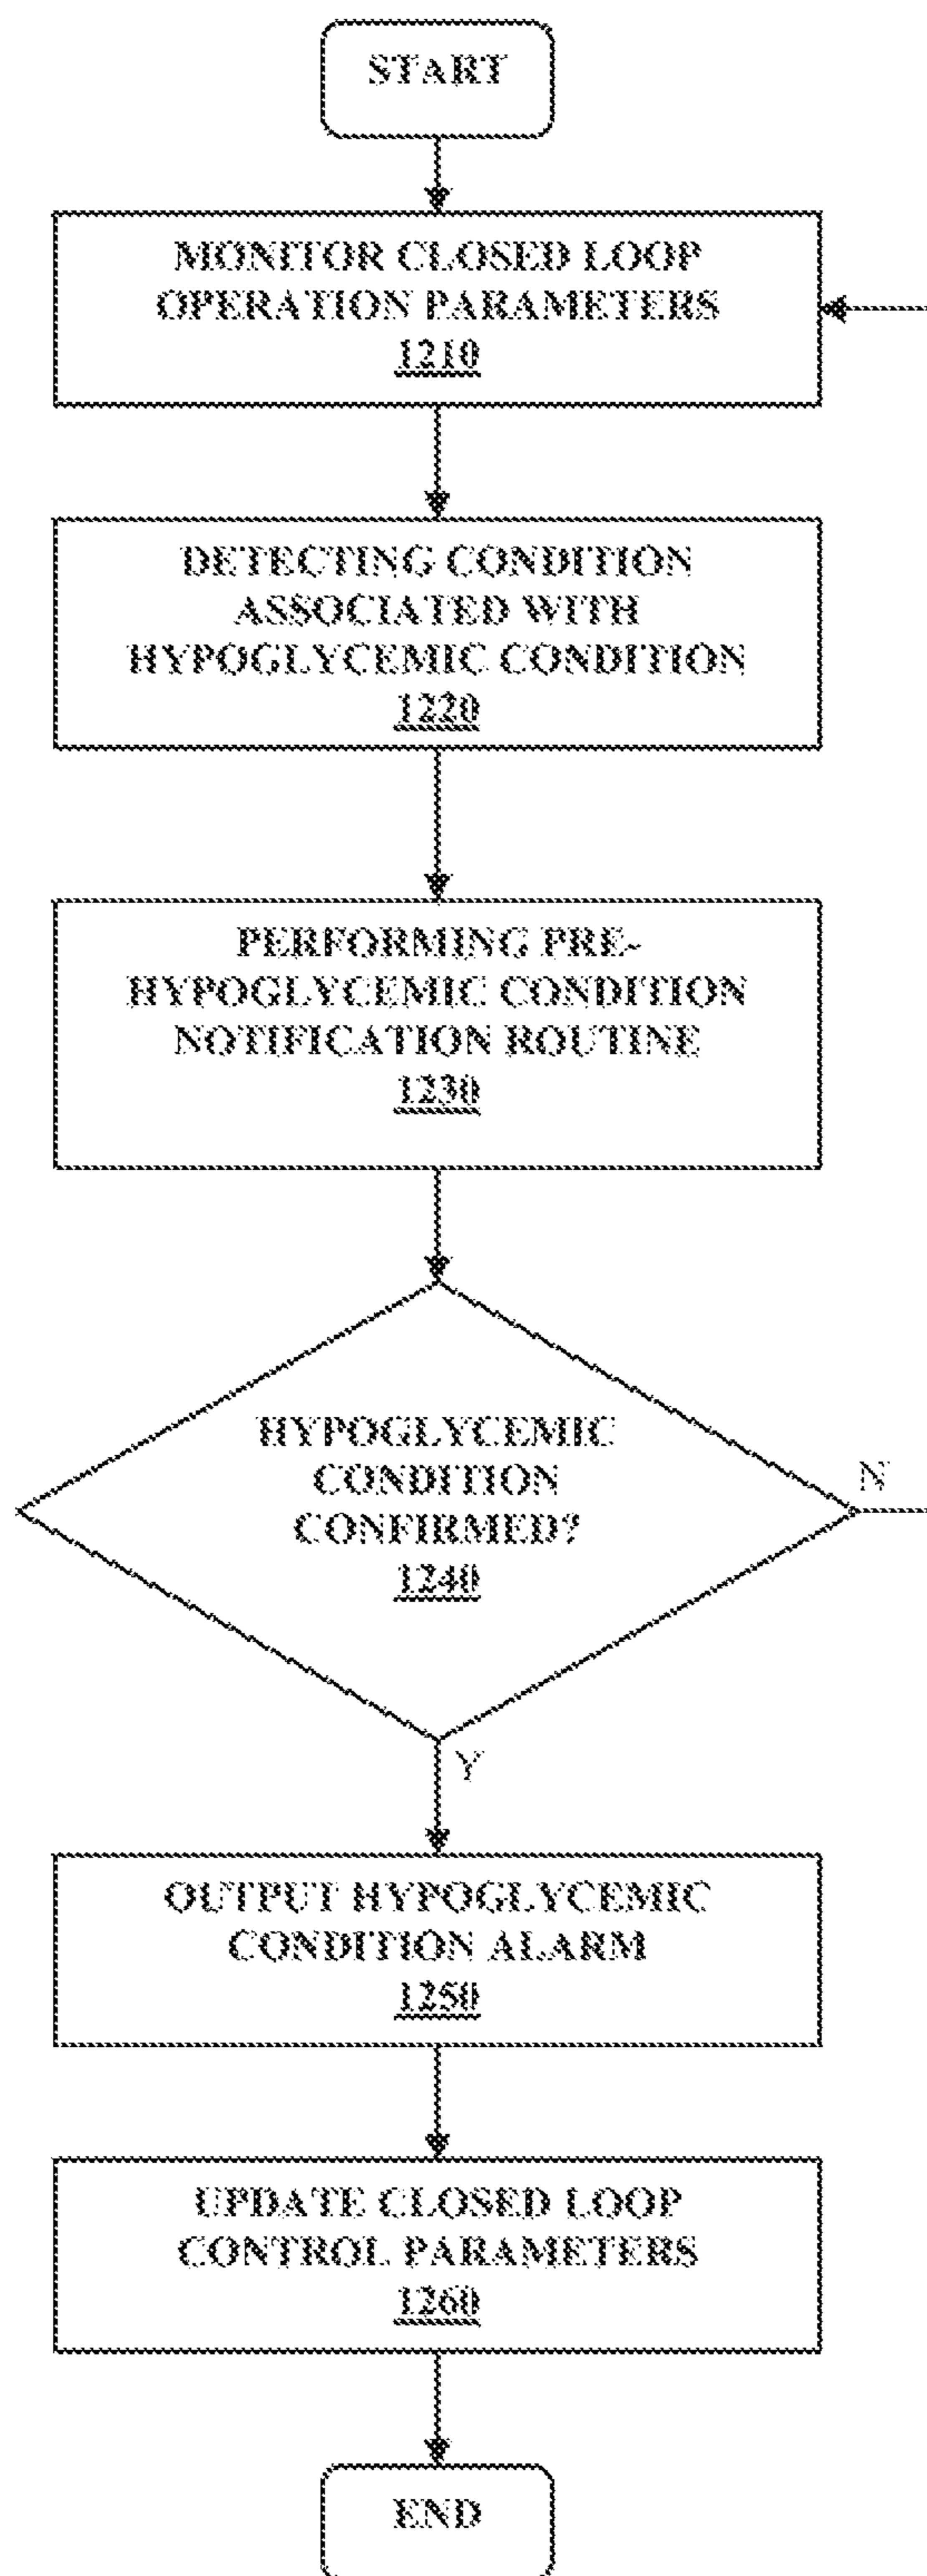 START
MONITOR CLOSED LOOP
OPERATION PARAMETERS
1210
DETECTING CONDITION
ASSOCIATED WITH
HYPOGLYCEMIC CONDITION
1220
PERFORMING PRE-
HYPOGLYCEMIC CONDITION
NOTIFICATION ROUTINE
1230
HYPOGLYCEMIC
CONDITION
CONFIRMED?
1240
N
Y
OUTPUT HYPOGLYCEMIC
CONDITION ALARM
1250
UPDATE CLOSED LOOP
CONTROL PARAMETERS
1260
END